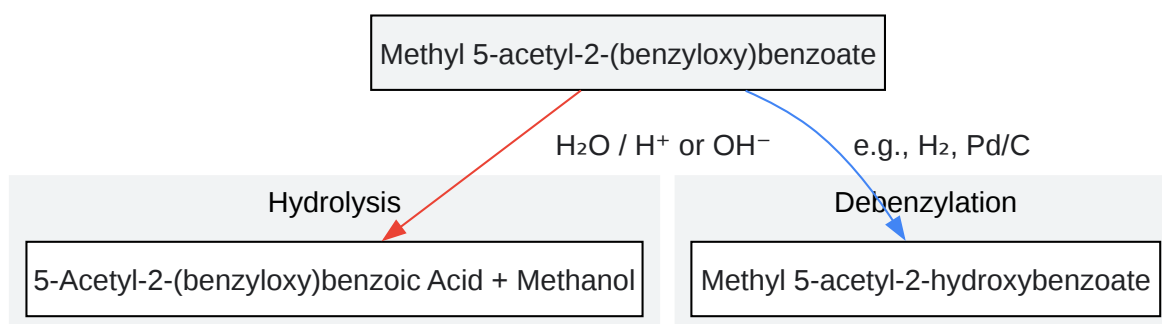 Methyl 5-acetyl-2-(benzyloxy)benzoate
H₂O / H⁺ or OH⁻
e.g., H₂, Pd/C
Hydrolysis
Debenzylation
5-Acetyl-2-(benzyloxy)benzoic Acid + Methanol
Methyl 5-acetyl-2-hydroxybenzoate